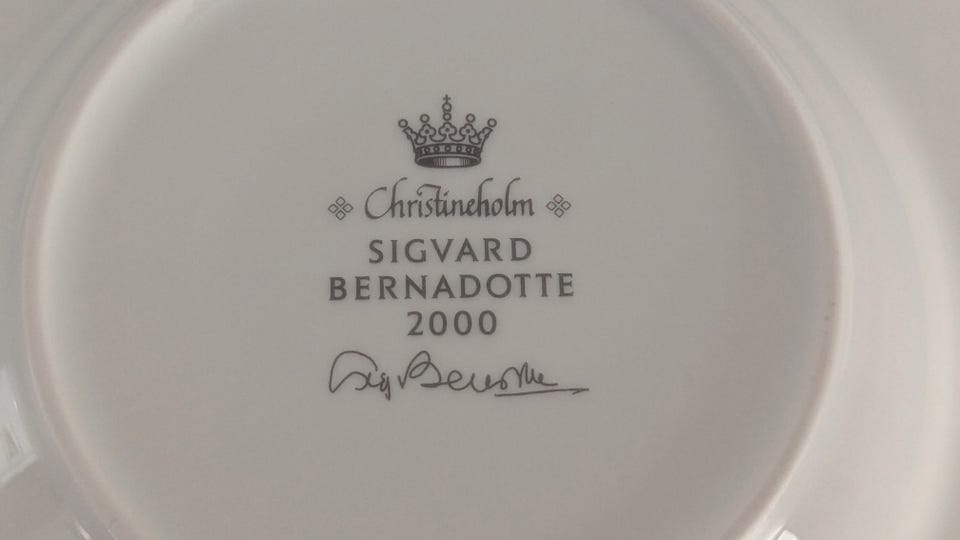 Christineholm
SIGVARD
BERNADOTTE
2000